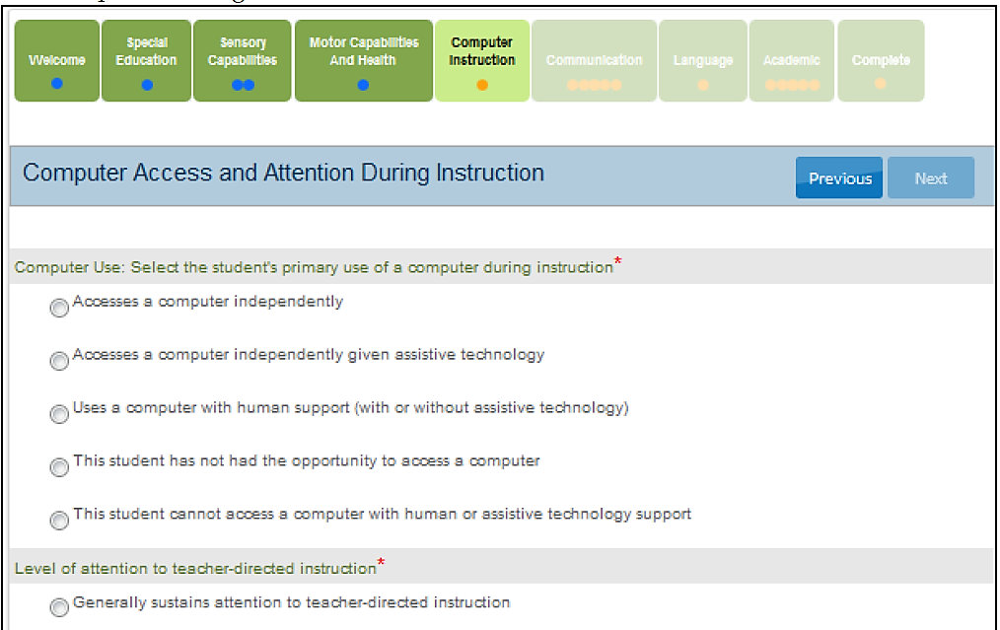 Welcome
Special Education
Sensory Capabilities
Motor Capabilities And Health
Computer Instruction
Communication
Language
Academic
Complete
Computer Access and Attention During Instruction
Previous
Next
Computer Use: Select the student's primary use of a computer during instruction*
Accesses a computer independently
Accesses a computer independently given assistive technology
Uses a computer with human support (with or without assistive technology)
This student has not had the opportunity to access a computer
This student cannot access a computer with human or assistive technology support
Level of attention to teacher-directed instruction*
Generally sustains attention to teacher-directed instruction